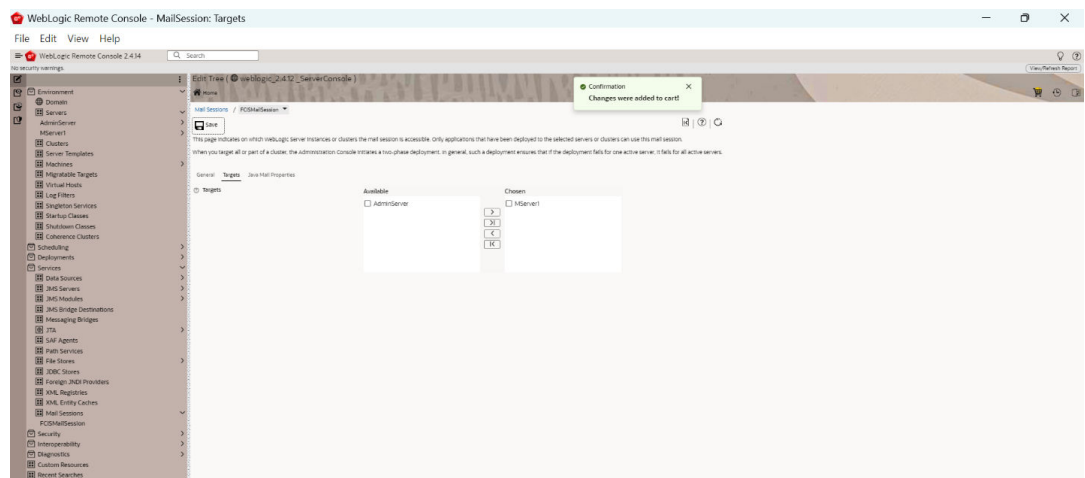 WebLogic Remote Console - MailSession: Targets
File Edit View Help
WebLogic Remote Console 2.4.14
Search
No security warnings
View/Refresh Report
Edit Tree ( weblogic_2.4.12_ServerConsole )
Home
Confirmation
Changes were added to cart!
Mail Sessions / FCISMailSession
Save
This page indicates on which WebLogic Server instances or clusters the mail session is accessible. Only applications that have been deployed to the selected servers or clusters can use this mail session.
When you target all or part of a cluster, the Administration Console initiates a two-phase deployment. In general, such a deployment ensures that if the deployment fails for one active server, it fails for all active servers.
General Targets Java Mail Properties
Targets
Available
AdminServer
Chosen
MServer1
Environment
Domain
Servers
AdminServer
MServer1
Clusters
Server Templates
Machines
Migratable Targets
Virtual Hosts
Log Filters
Singleton Services
Startup Classes
Shutdown Classes
Coherence Clusters
Scheduling
Deployments
Services
Data Sources
JMS Servers
JMS Modules
JMS Bridge Destinations
Messaging Bridges
JTA
SAF Agents
Path Services
File Stores
JDBC Stores
Foreign JNDI Providers
XML Registries
XML Entity Caches
Mail Sessions
FCISMailSession
Security
Interoperability
Diagnostics
Custom Resources
Recent Searches